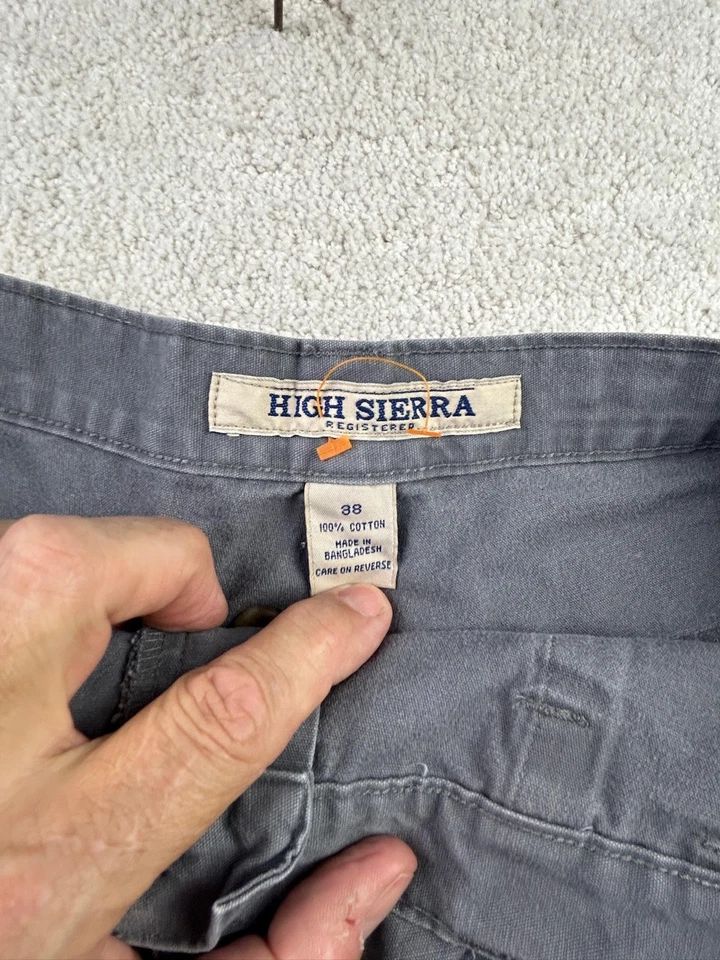 HIGH SIERRA
REGISTERED
38
100% COTTON
MADE IN
BANGLADESH
CARE ON REVERSE